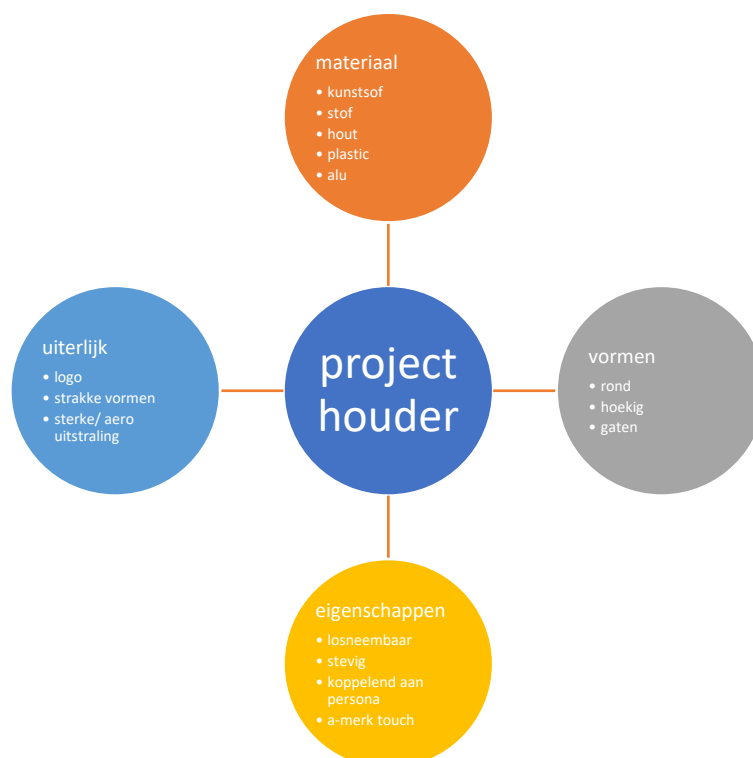 materiaal
• kunstsof
• stof
• hout
• plastic
• alu
uiterlijk
• logo
• strakke vormen
• sterke/ aero
uitstraling
project
houder
vormen
• rond
• hoekig
• gaten
eigenschappen
• losneembaar
• stevig
• koppelend aan
persona
• a-merk touch